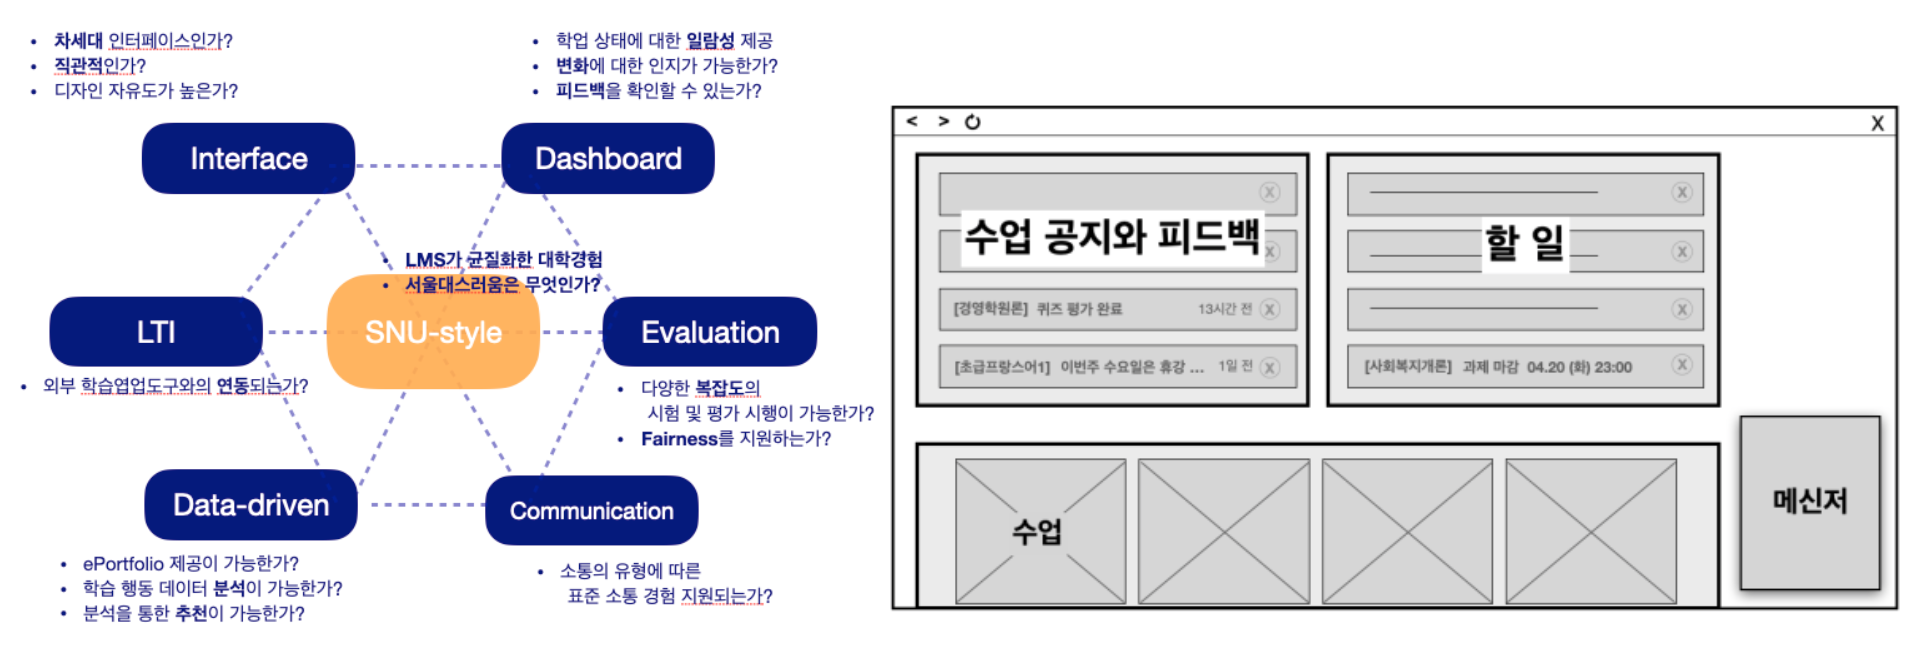 • 차세대 인터페이스인가?
• 직관적인가?
• 디자인 자유도가 높은가?
• 학업 상태에 대한 일람성 제공
• 변화에 대한 인지가 가능한가?
• 피드백을 확인할 수 있는가?
Interface
Dashboard
• LMS가 균질화한 대학경험
• 서울대스러움은 무엇인가?
LTI
SNU-style
Evaluation
• 외부 학습엽업도구와의 연동되는가?
• 다양한 복잡도의
시험 및 평가 시행이 가능한가?
• Fairness를 지원하는가?
Data-driven
Communication
• ePortfolio 제공이 가능한가?
• 학습 행동 데이터 분석이 가능한가?
• 분석을 통한 추천이 가능한가?
• 소통의 유형에 따른
표준 소통 경험 지원되는가?
< > X
X
수업 공지와 피드백
X
[경영학원론] 퀴즈 평가 완료 13시간 전 X
[초급프랑스어1] 이번주 수요일은 휴강 ... 1일 전 X
X
할 일
X
X
[사회복지개론] 과제 마감 04.20 (화) 23:00 X
수업
메신저